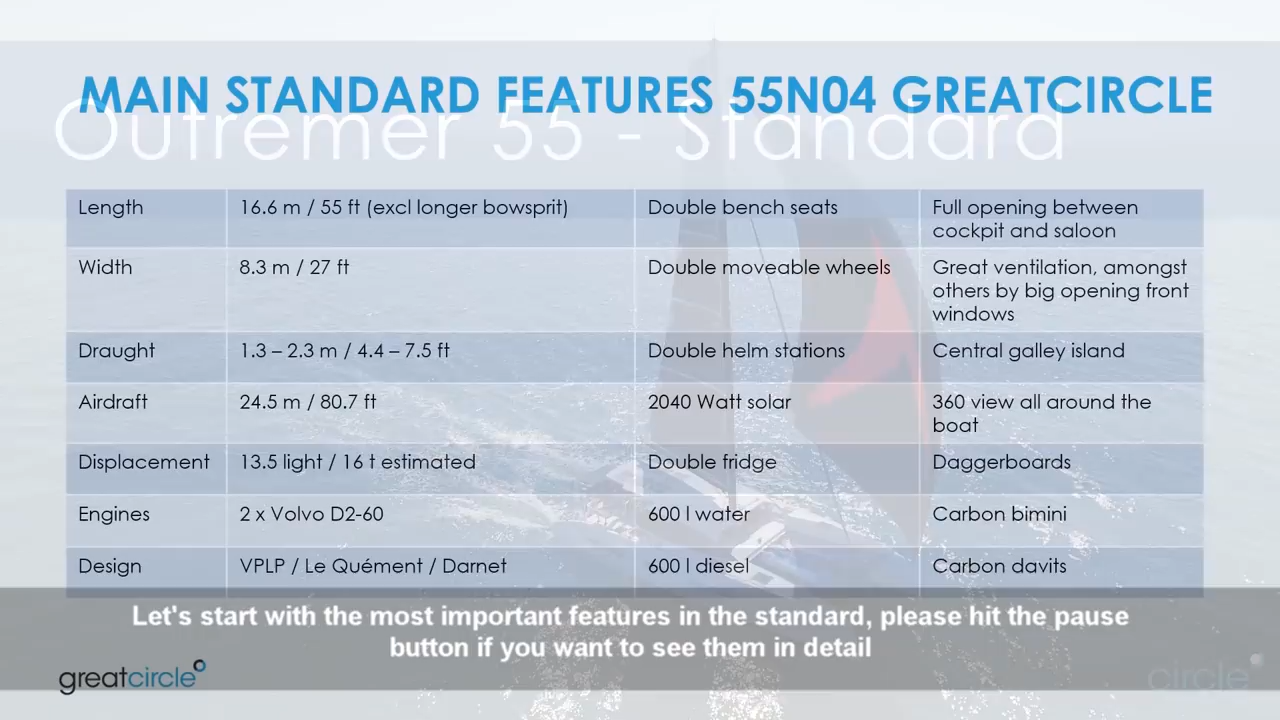 MAIN STANDARD FEATURES 55N04 GREATCIRCLE
Outremer 55 - Standard
Length 16.6 m / 55 ft (excl longer bowsprit) Double bench seats Full opening between
cockpit and saloon
Width 8.3 m / 27 ft Double moveable wheels Great ventilation, amongst
others by big opening front
windows
Draught 1.3 – 2.3 m / 4.4 – 7.5 ft Double helm stations Central galley island
Airdraft 24.5 m / 80.7 ft 2040 Watt solar 360 view all around the
boat
Displacement 13.5 light / 16 t estimated Double fridge Daggerboards
Engines 2 x Volvo D2-60 600 l water Carbon bimini
Design VPLP / Le Quément / Darnet 600 l diesel Carbon davits
Let's start with the most important features in the standard, please hit the pause
button if you want to see them in detail
greatcircle
circle